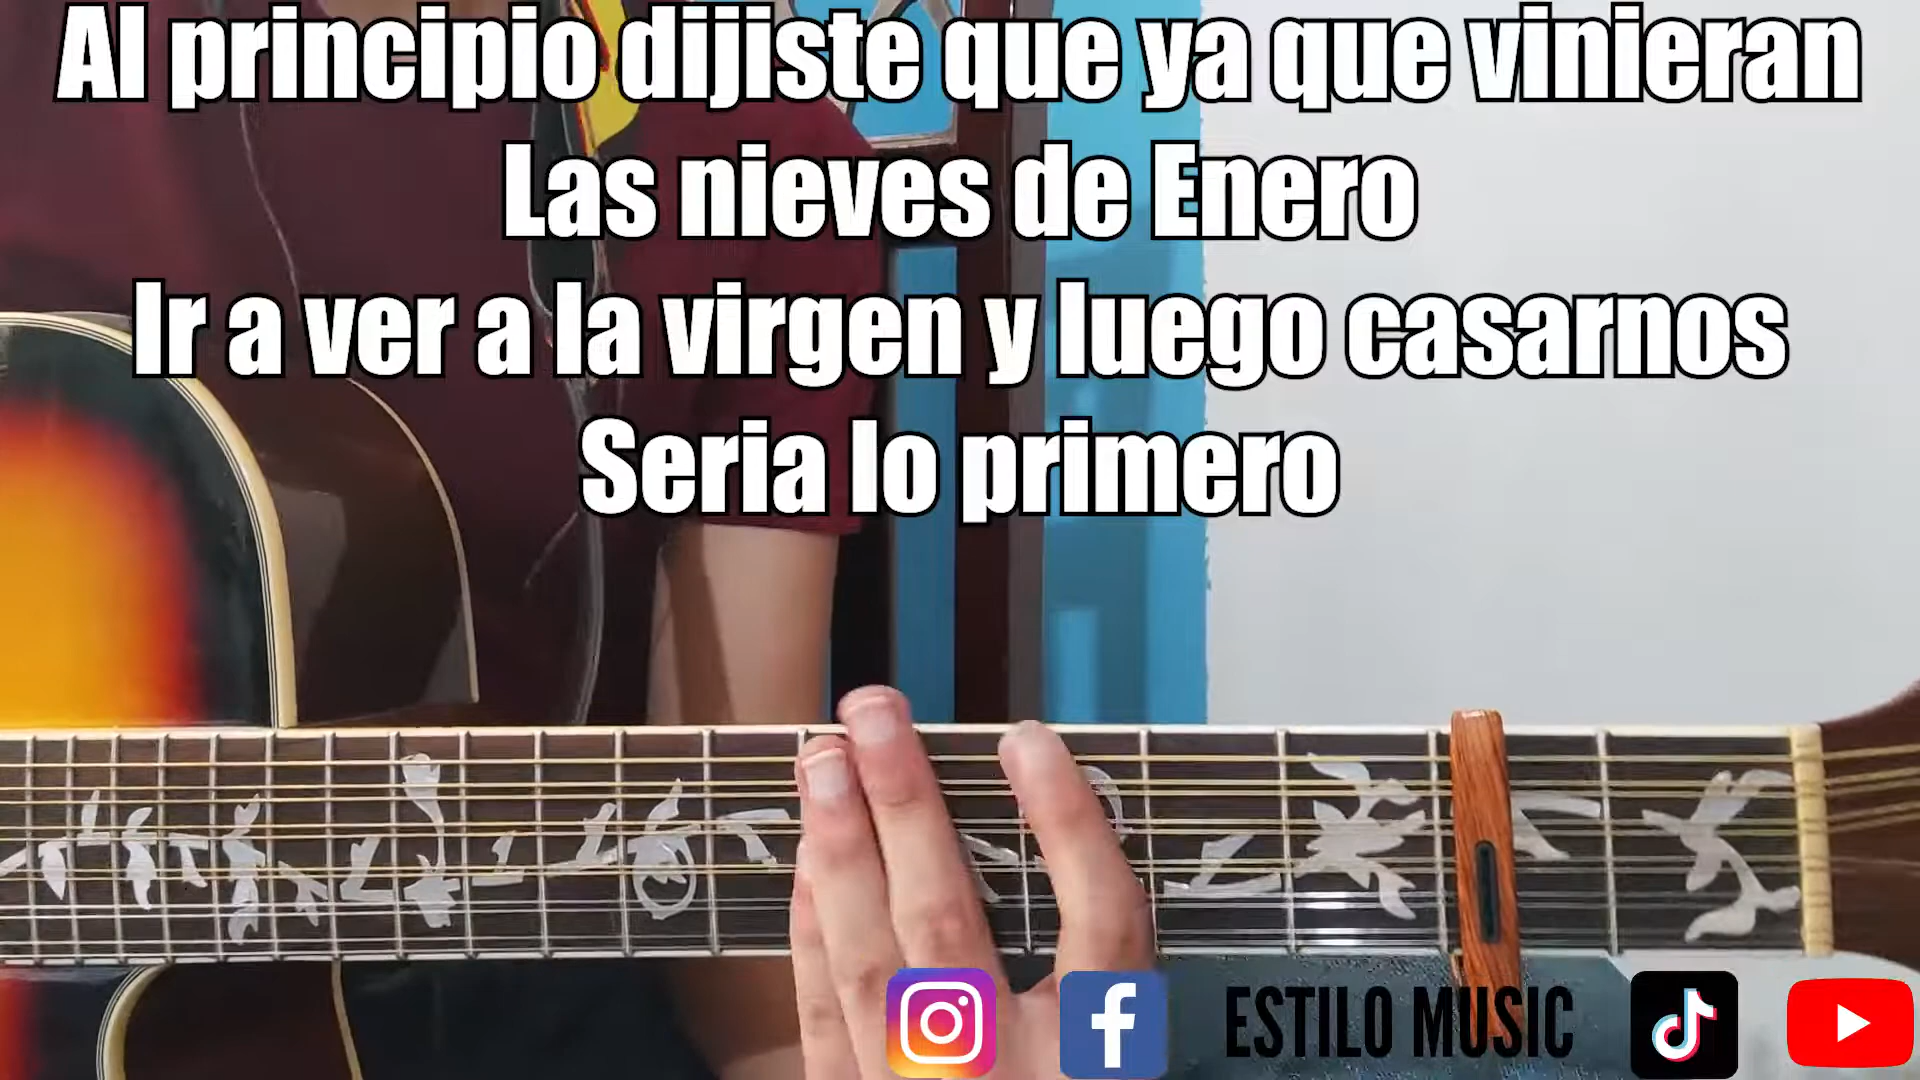 Al principio dijiste que ya que vinieran
Las nieves de Enero
Ir a ver a la virgen y luego casarnos
Seria lo primero
ESTILO MUSIC